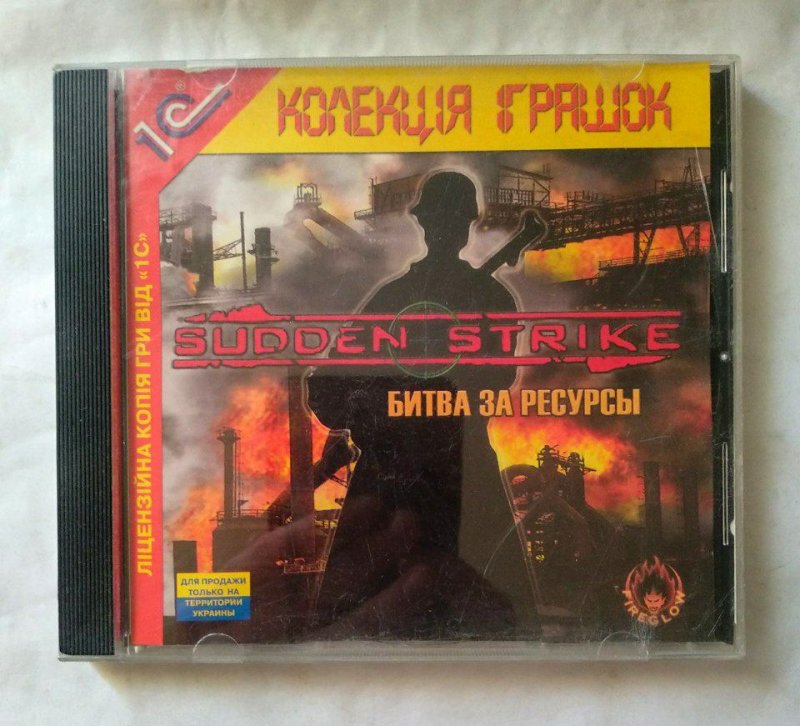 1С®
КОЛЕКЦІЯ ІГРАШОК
ЛІЦЕНЗІЙНА КОПІЯ ГРИ ВІД «1С»
SUDDEN STRIKE
БИТВА ЗА РЕСУРСЫ
ДЛЯ ПРОДАЖИ
ТОЛЬКО НА
ТЕРРИТОРИИ
УКРАИНЫ
FIREGLOW